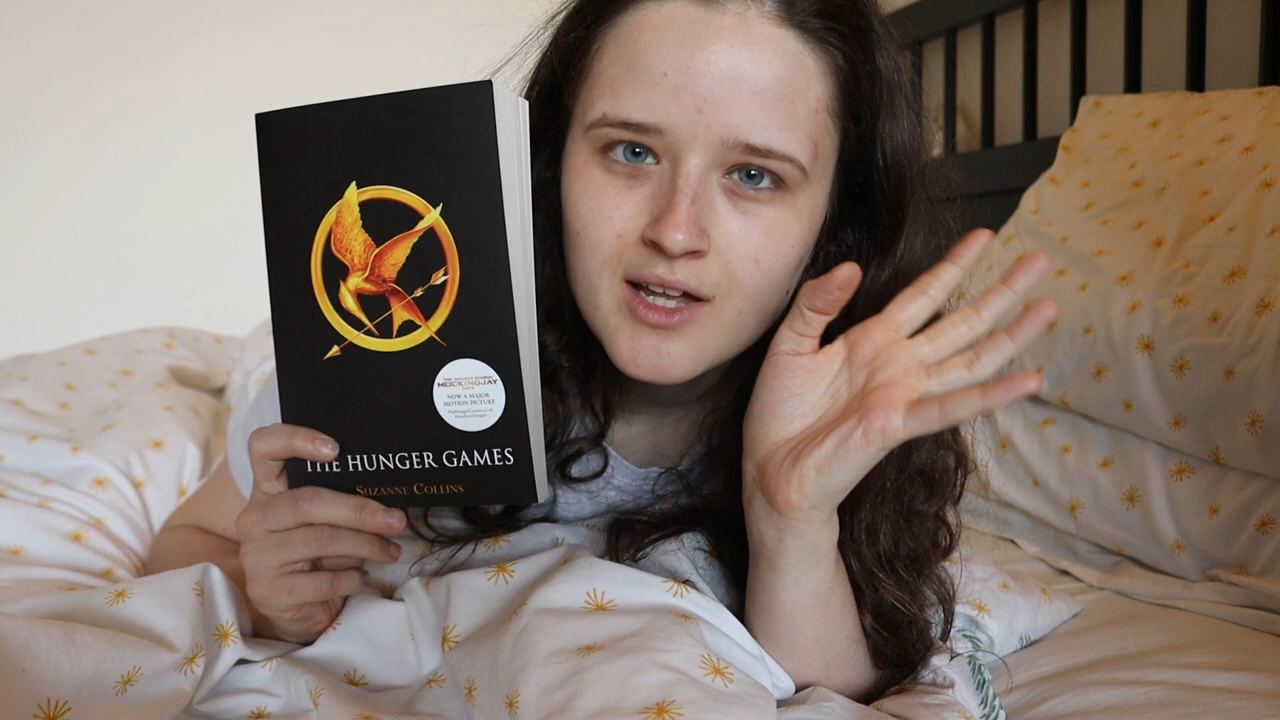 THE HUNGER GAMES
MOCKINGJAY
NOW A MAJOR
MOTION PICTURE
THE HUNGER GAMES
SUZANNE COLLINS